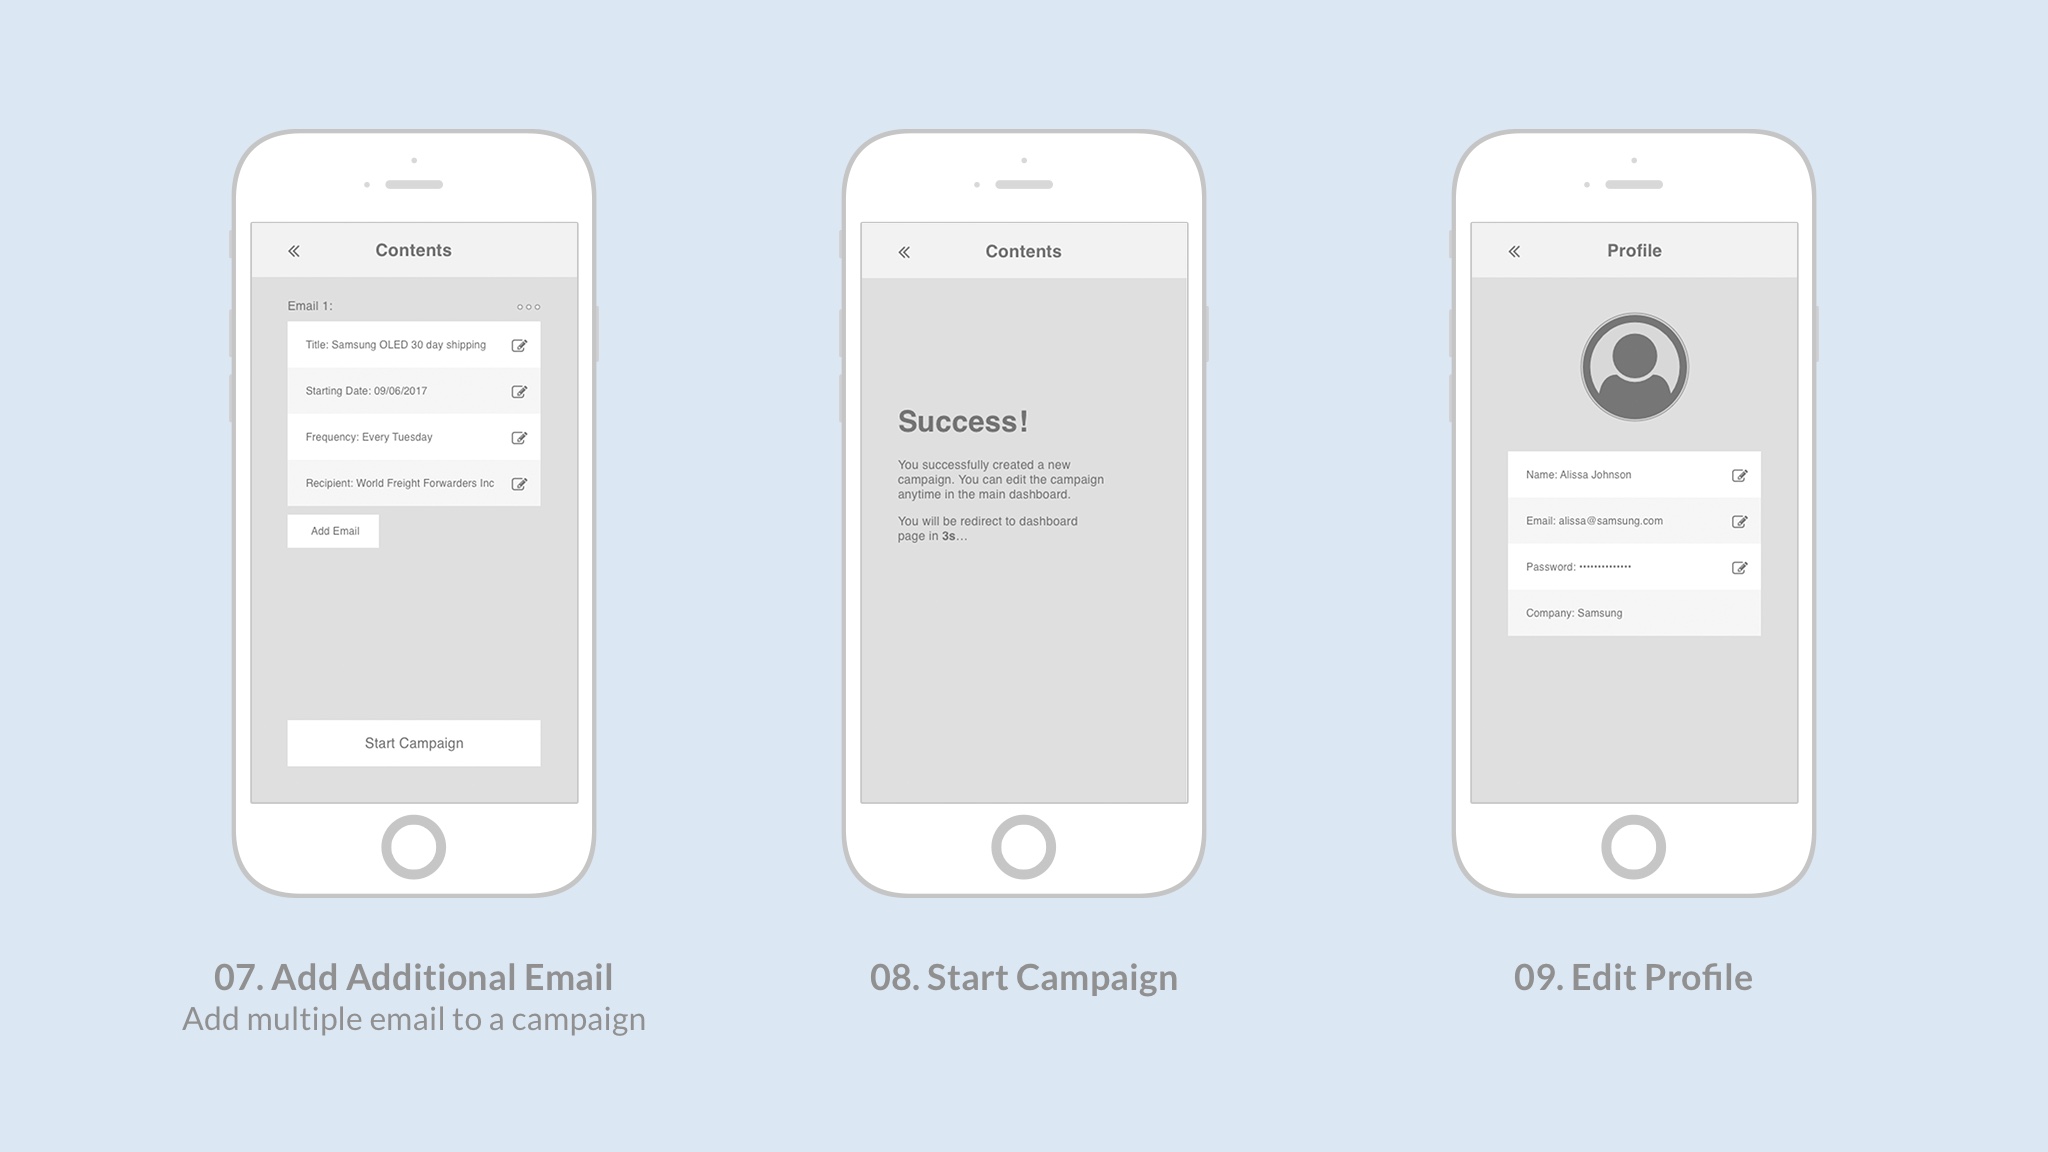 Contents
Email 1:
Title: Samsung OLED 30 day shipping
Starting Date: 09/06/2017
Frequency: Every Tuesday
Recipient: World Freight Forwarders Inc
Add Email
Start Campaign
07. Add Additional Email
Add multiple email to a campaign
Contents
Success!
You successfully created a new
campaign. You can edit the campaign
anytime in the main dashboard.
You will be redirect to dashboard
page in 3s...
08. Start Campaign
Profile
Name: Alissa Johnson
Email: alissa@samsung.com
Password: ••••••••••••••
Company: Samsung
09. Edit Profile